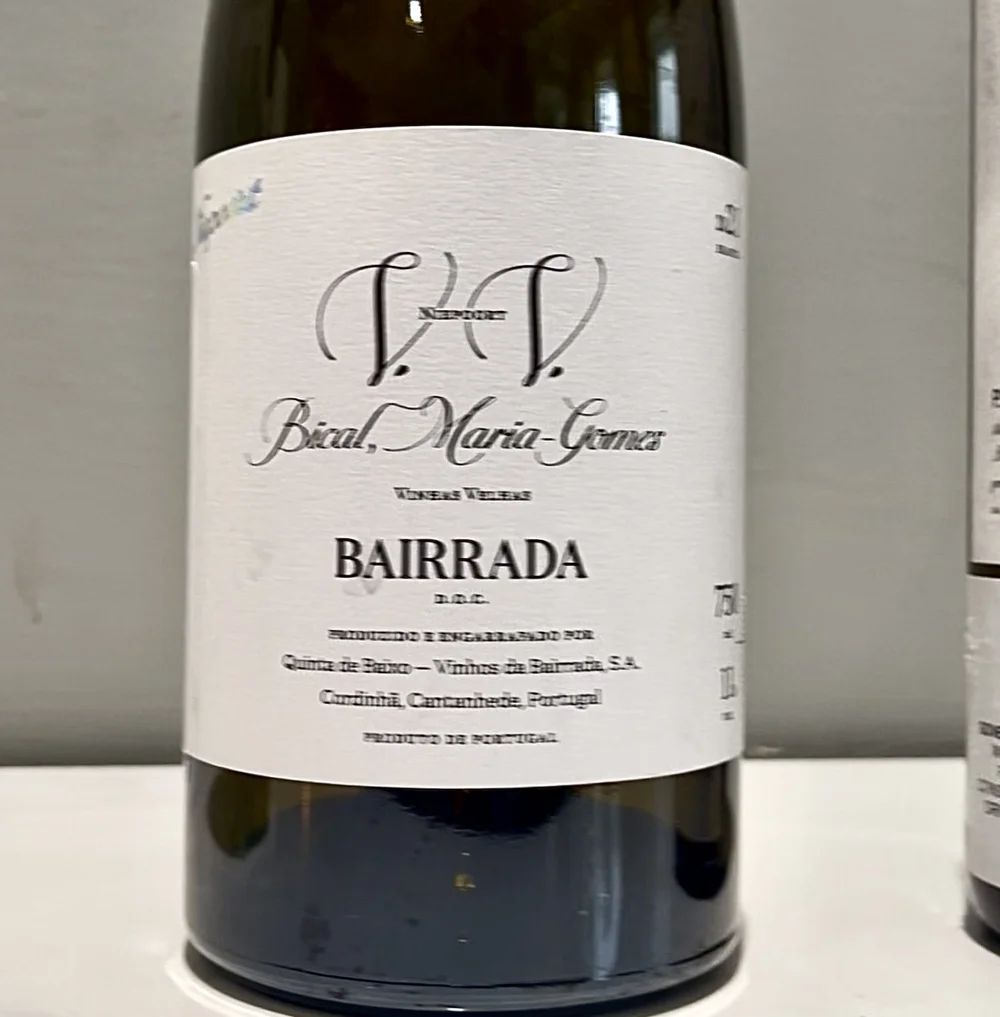 V. V.
NIEPOORT
Bical, Maria-Gomes
VINHAS VELHAS
BAIRRADA
D.O.C.
PRODUZIDO E ENGARRAFADO POR
Quinta de Baixo – Vinhos da Bairrada, S.A.
Cordinhã, Cantanhede, Portugal
PRODUTO DE PORTUGAL
750